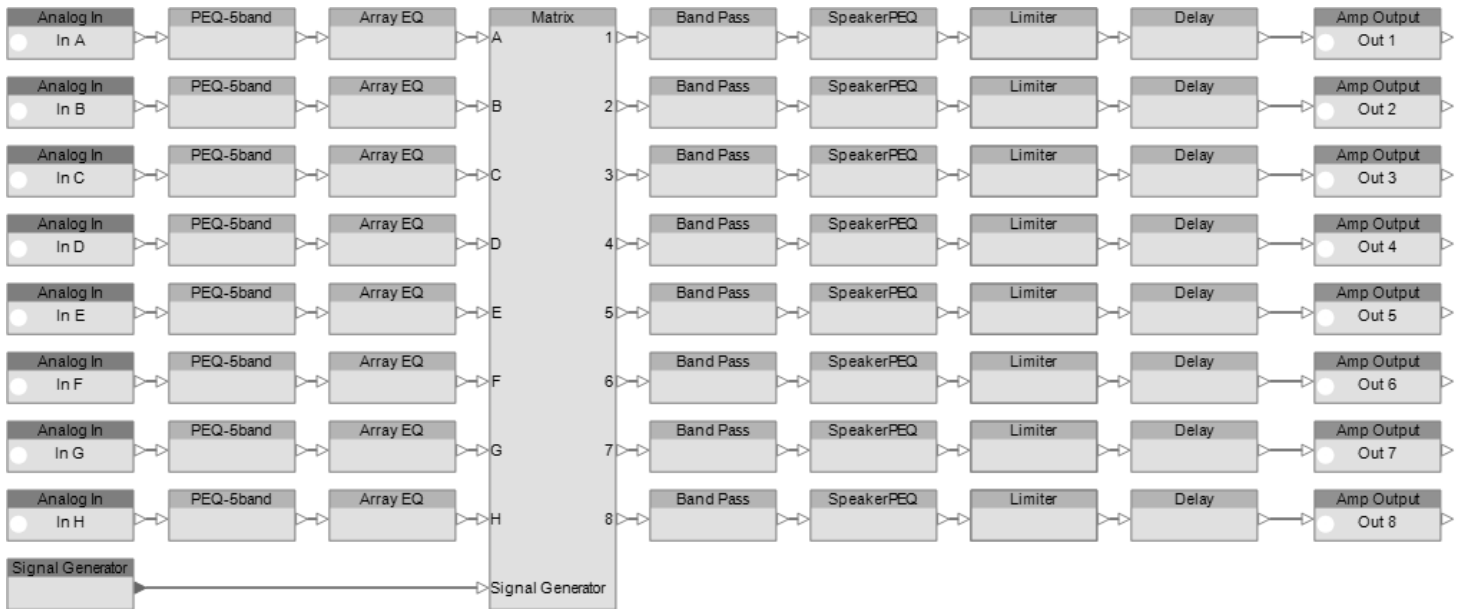 Analog In PEQ-5band Array EQ Matrix Band Pass SpeakerPEQ Limiter Delay Amp Output
In A A 1 Out 1
Analog In PEQ-5band Array EQ Band Pass SpeakerPEQ Limiter Delay Amp Output
In B B 2 Out 2
Analog In PEQ-5band Array EQ Band Pass SpeakerPEQ Limiter Delay Amp Output
In C C 3 Out 3
Analog In PEQ-5band Array EQ Band Pass SpeakerPEQ Limiter Delay Amp Output
In D D 4 Out 4
Analog In PEQ-5band Array EQ Band Pass SpeakerPEQ Limiter Delay Amp Output
In E E 5 Out 5
Analog In PEQ-5band Array EQ Band Pass SpeakerPEQ Limiter Delay Amp Output
In F F 6 Out 6
Analog In PEQ-5band Array EQ Band Pass SpeakerPEQ Limiter Delay Amp Output
In G G 7 Out 7
Analog In PEQ-5band Array EQ Band Pass SpeakerPEQ Limiter Delay Amp Output
In H H 8 Out 8
Signal Generator
Signal Generator